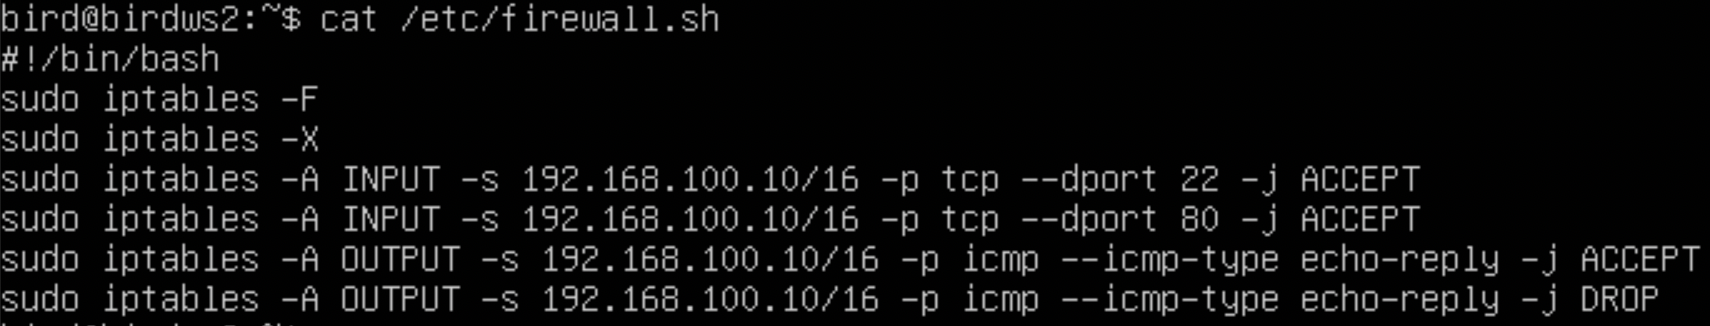 bird@birdws2:~$ cat /etc/firewall.sh
#!/bin/bash
sudo iptables -F
sudo iptables -X
sudo iptables -A INPUT -s 192.168.100.10/16 -p tcp --dport 22 -j ACCEPT
sudo iptables -A INPUT -s 192.168.100.10/16 -p tcp --dport 80 -j ACCEPT
sudo iptables -A OUTPUT -s 192.168.100.10/16 -p icmp --icmp-type echo-reply -j ACCEPT
sudo iptables -A OUTPUT -s 192.168.100.10/16 -p icmp --icmp-type echo-reply -j DROP